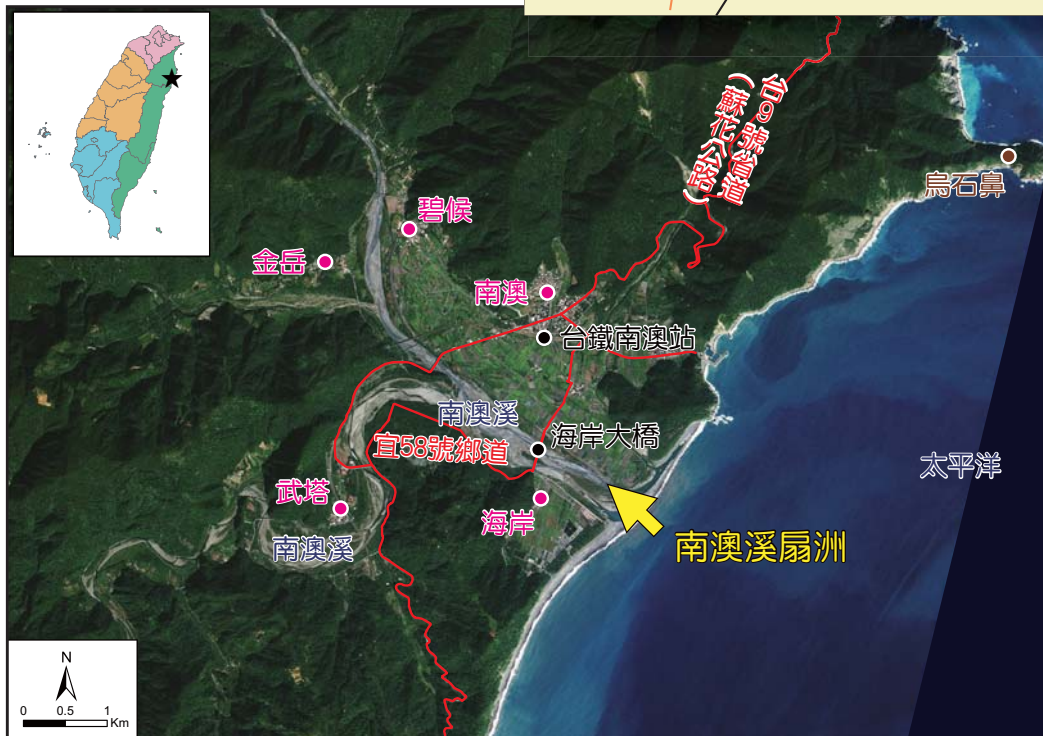 台9號省道
(蘇花公路)
烏石鼻
碧候
金岳
南澳
台鐵南澳站
南澳溪
海岸大橋
宜58號鄉道
太平洋
武塔
海岸
南澳溪
南澳溪扇洲
N
0 0.5 1
Km